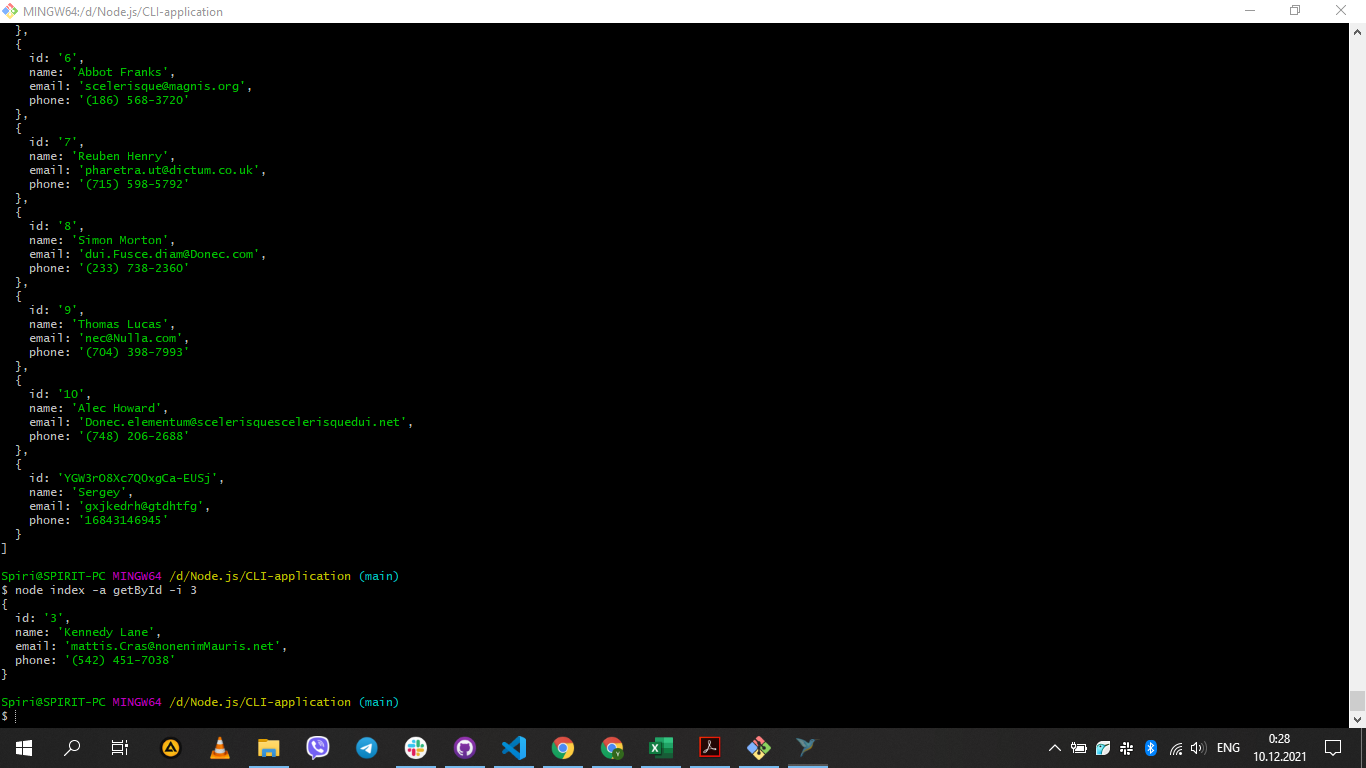 MINGW64:/d/Node.js/CLI-application
},
{
id: '6',
name: 'Abbot Franks',
email: 'scelerisque@magnis.org',
phone: '(186) 568-3720'
},
{
id: '7',
name: 'Reuben Henry',
email: 'pharetra.ut@dictum.co.uk',
phone: '(715) 598-5792'
},
{
id: '8',
name: 'Simon Morton',
email: 'dui.Fusce.diam@Donec.com',
phone: '(233) 738-2360'
},
{
id: '9',
name: 'Thomas Lucas',
email: 'nec@Nulla.com',
phone: '(704) 398-7993'
},
{
id: '10',
name: 'Alec Howard',
email: 'Donec.elementum@scelerisquescelerisquedui.net',
phone: '(748) 206-2688'
},
{
id: 'YGW3rO8Xc7QOxgCa-EUSj',
name: 'Sergey',
email: 'gxjkedrh@gtdhtfg',
phone: '16843146945'
}
]
Spiri@SPIRIT-PC MINGW64 /d/Node.js/CLI-application (main)
$ node index -a getById -i 3
{
id: '3',
name: 'Kennedy Lane',
email: 'mattis.Cras@nonenimMauris.net',
phone: '(542) 451-7038'
}
Spiri@SPIRIT-PC MINGW64 /d/Node.js/CLI-application (main)
$
ENG
0:28
10.12.2021